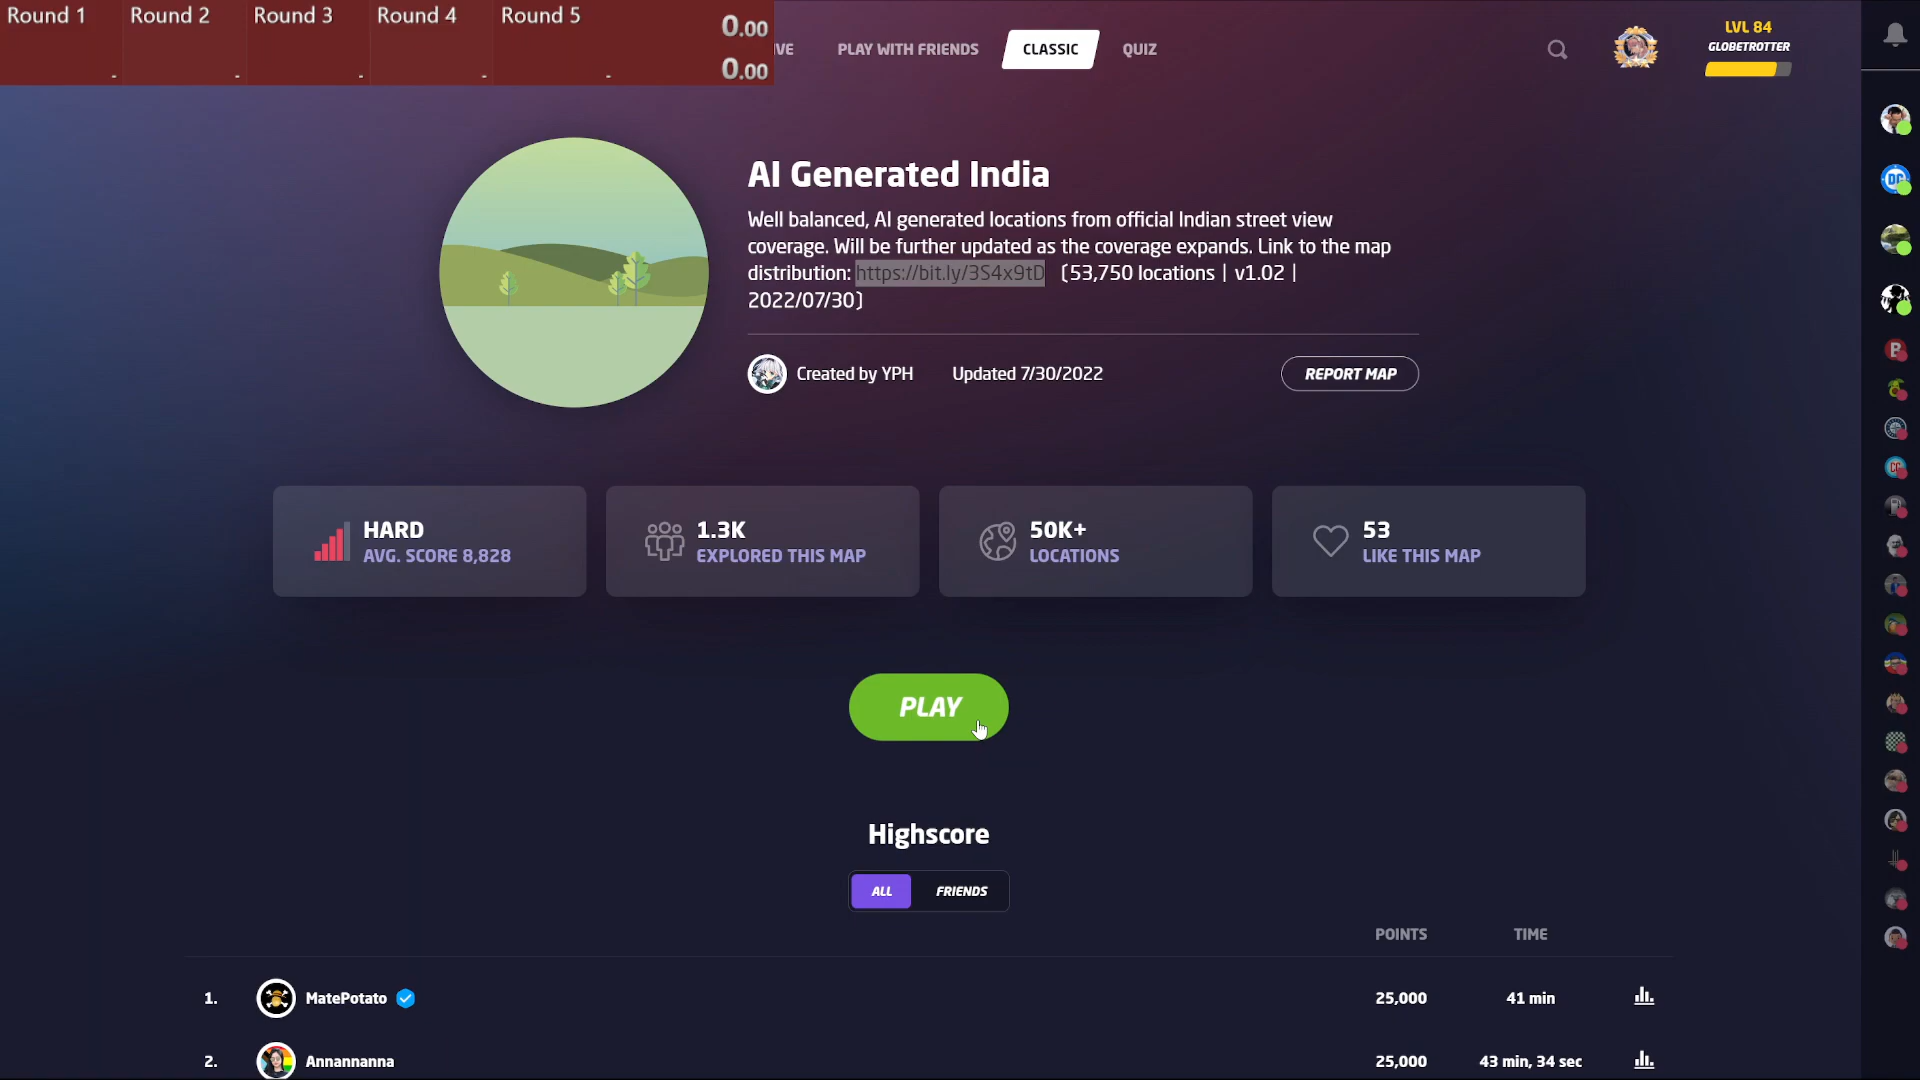 Round 1 Round 2 Round 3 Round 4 Round 5
0.00
- - - - - 0.00
PLAY WITH FRIENDS CLASSIC QUIZ
LVL 84
GLOBETROTTER
AI Generated India
Well balanced, AI generated locations from official Indian street view
coverage. Will be further updated as the coverage expands. Link to the map
distribution: https://bit.ly/3S4x9tD (53,750 locations | v1.02 |
2022/07/30)
Created by YPH Updated 7/30/2022 REPORT MAP
HARD
AVG. SCORE 8,828
1.3K
EXPLORED THIS MAP
50K+
LOCATIONS
53
LIKE THIS MAP
PLAY
Highscore
ALL FRIENDS
POINTS TIME
1. MatePotato 25,000 41 min
2. Annannanna 25,000 43 min, 34 sec